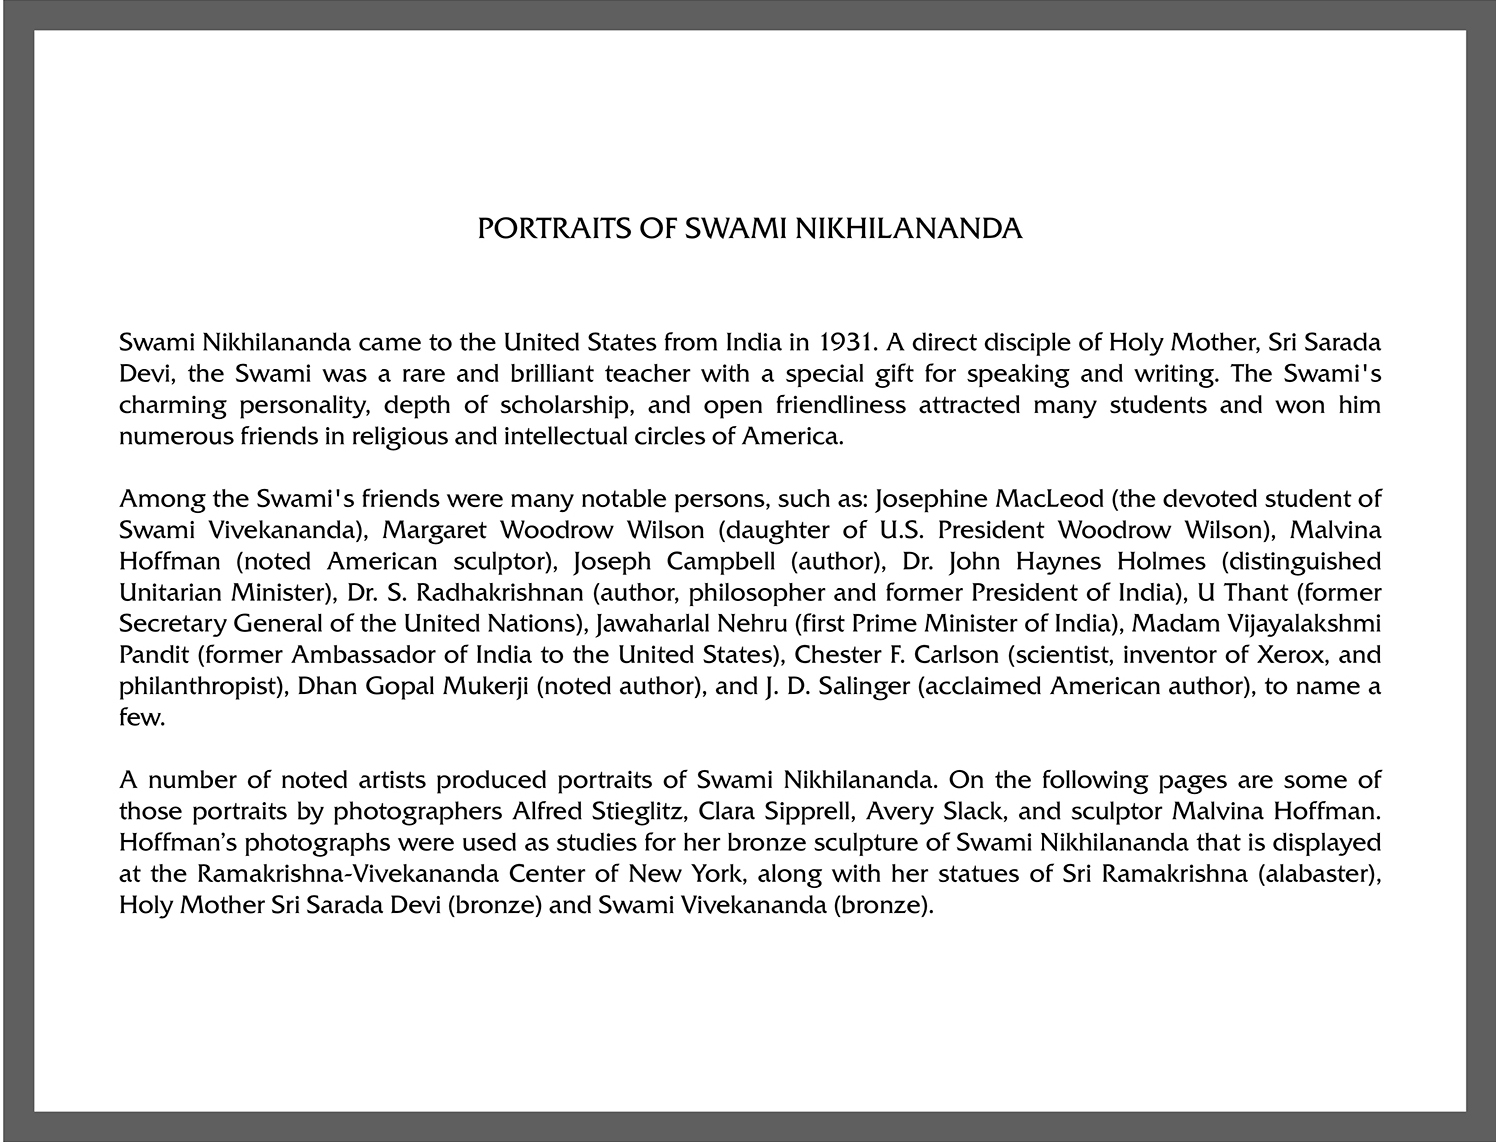 PORTRAITS OF SWAMI NIKHILANANDA
Swami Nikhilananda came to the United States from India in 1931. A direct disciple of Holy Mother, Sri Sarada
Devi, the Swami was a rare and brilliant teacher with a special gift for speaking and writing. The Swami's
charming personality, depth of scholarship, and open friendliness attracted many students and won him
numerous friends in religious and intellectual circles of America.
Among the Swami's friends were many notable persons, such as: Josephine MacLeod (the devoted student of
Swami Vivekananda), Margaret Woodrow Wilson (daughter of U.S. President Woodrow Wilson), Malvina
Hoffman (noted American sculptor), Joseph Campbell (author), Dr. John Haynes Holmes (distinguished
Unitarian Minister), Dr. S. Radhakrishnan (author, philosopher and former President of India), U Thant (former
Secretary General of the United Nations), Jawaharlal Nehru (first Prime Minister of India), Madam Vijayalakshmi
Pandit (former Ambassador of India to the United States), Chester F. Carlson (scientist, inventor of Xerox, and
philanthropist), Dhan Gopal Mukerji (noted author), and J. D. Salinger (acclaimed American author), to name a
few.
A number of noted artists produced portraits of Swami Nikhilananda. On the following pages are some of
those portraits by photographers Alfred Stieglitz, Clara Sipprell, Avery Slack, and sculptor Malvina Hoffman.
Hoffman’s photographs were used as studies for her bronze sculpture of Swami Nikhilananda that is displayed
at the Ramakrishna-Vivekananda Center of New York, along with her statues of Sri Ramakrishna (alabaster),
Holy Mother Sri Sarada Devi (bronze) and Swami Vivekananda (bronze).